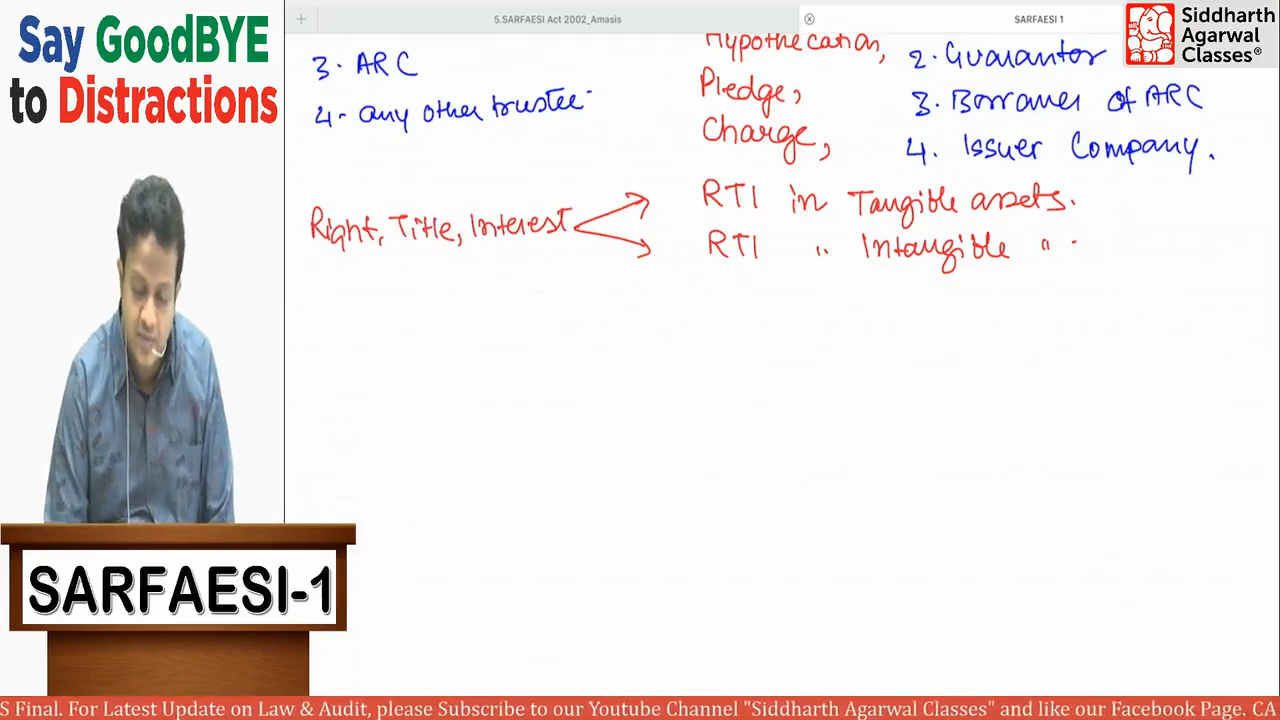 Say GoodBYE
to Distractions
5.SARFAESI Act 2002_Amasis
SARFAESI 1
Siddharth
Agarwal
Classes®
3. ARC
4. any other trustee
Hypothecation,
Pledge,
Charge,
2. Guarantor
3. Borrower of ARC
4. Issuer Company.
Right, Title, Interest
RTI in Tangible assets.
RTI " Intangible " .
SARFAESI-1
S Final. For Latest Update on Law & Audit, please Subscribe to our Youtube Channel "Siddharth Agarwal Classes" and like our Facebook Page. CA